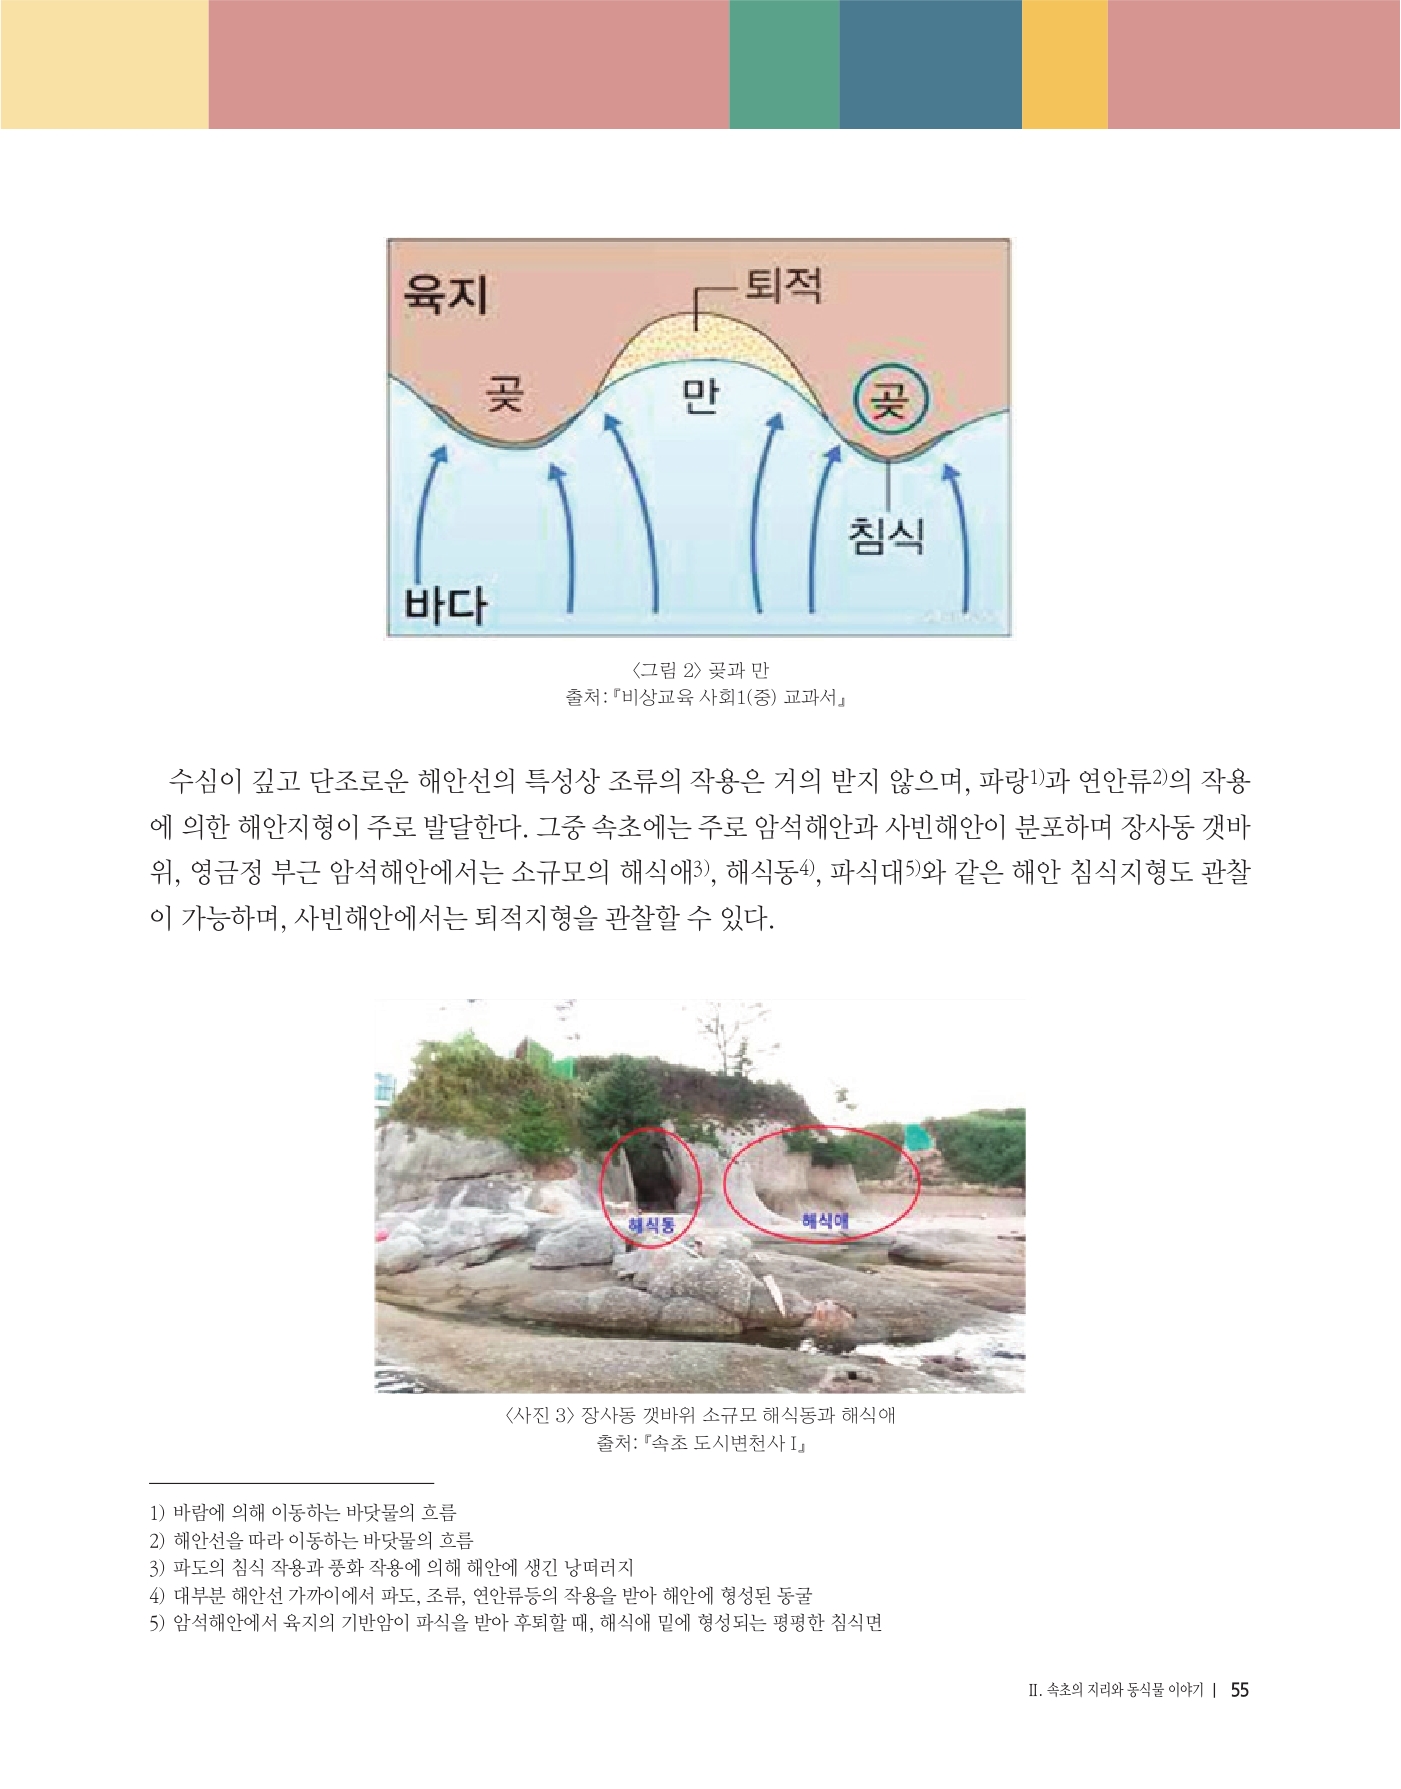 육지
퇴적
곶
만
곶
침식
바다
〈그림 2〉 곶과 만
출처: 『비상교육 사회1(중) 교과서』
수심이 깊고 단조로운 해안선의 특성상 조류의 작용은 거의 받지 않으며, 파랑1)과 연안류2)의 작용
에 의한 해안지형이 주로 발달한다. 그중 속초에는 주로 암석해안과 사빈해안이 분포하며 장사동 갯바
위, 영금정 부근 암석해안에서는 소규모의 해식애3), 해식동4), 파식대5)와 같은 해안 침식지형도 관찰
이 가능하며, 사빈해안에서는 퇴적지형을 관찰할 수 있다.
해식동
해식애
〈사진 3〉 장사동 갯바위 소규모 해식동과 해식애
출처: 『속초 도시변천사 I』
1) 바람에 의해 이동하는 바닷물의 흐름
2) 해안선을 따라 이동하는 바닷물의 흐름
3) 파도의 침식 작용과 풍화 작용에 의해 해안에 생긴 낭떠러지
4) 대부분 해안선 가까이에서 파도, 조류, 연안류등의 작용을 받아 해안에 형성된 동굴
5) 암석해안에서 육지의 기반암이 파식을 받아 후퇴할 때, 해식애 밑에 형성되는 평평한 침식면
Ⅱ. 속초의 지리와 동식물 이야기 | 55